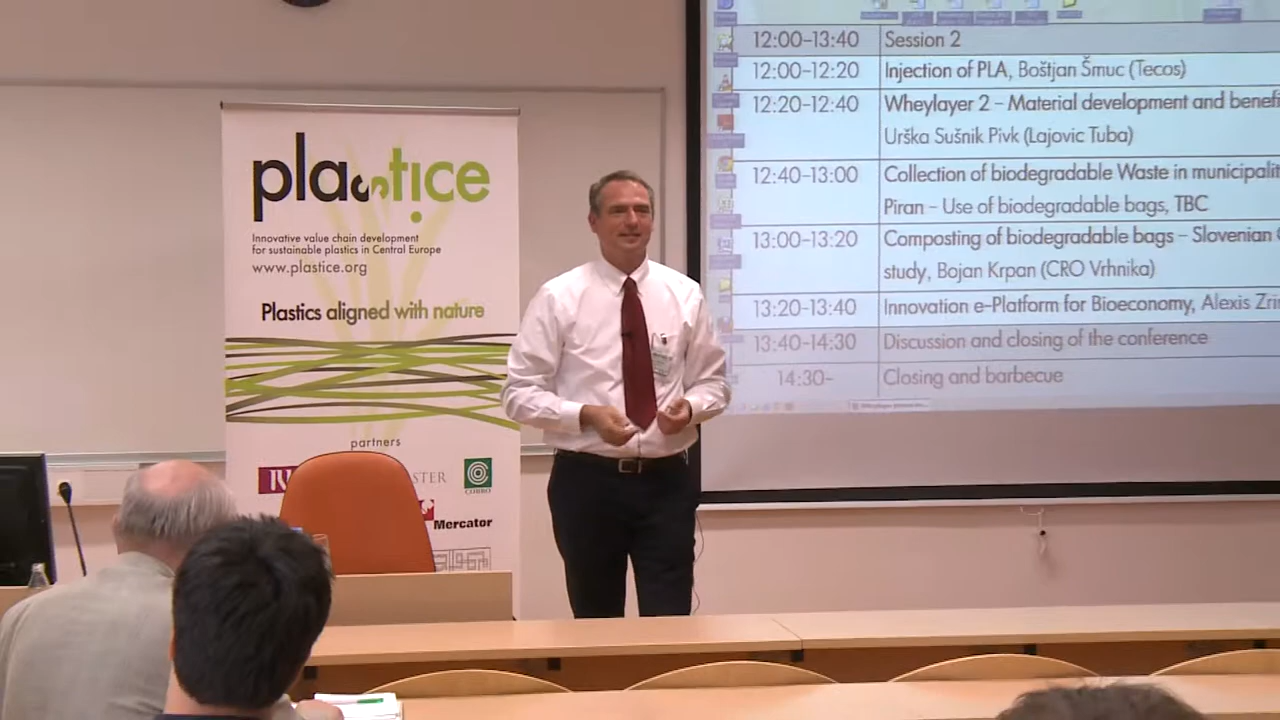 plastice
Innovative value chain development
for sustainable plastics in Central Europe
www.plastice.org
Plastics aligned with nature
partners
COBRO
Mercator
12:00–13:40 Session 2
12:00–12:20 Injection of PLA, Boštjan Šmuc (Tecos)
12:20–12:40 Wheylayer 2 – Material development and
Urška Sušnik Pivk (Lajovic Tuba)
12:40–13:00 Collection of biodegradable Waste in
Piran – Use of biodegradable bags, TBC
13:00–13:20 Composting of biodegradable bags – Slovenian
study, Bojan Krpan (CRO Vrhnika)
13:20–13:40 Innovation e-Platform for Bioeconomy, Alexis
13:40–14:30 Discussion and closing of the conference
14:30– Closing and barbecue